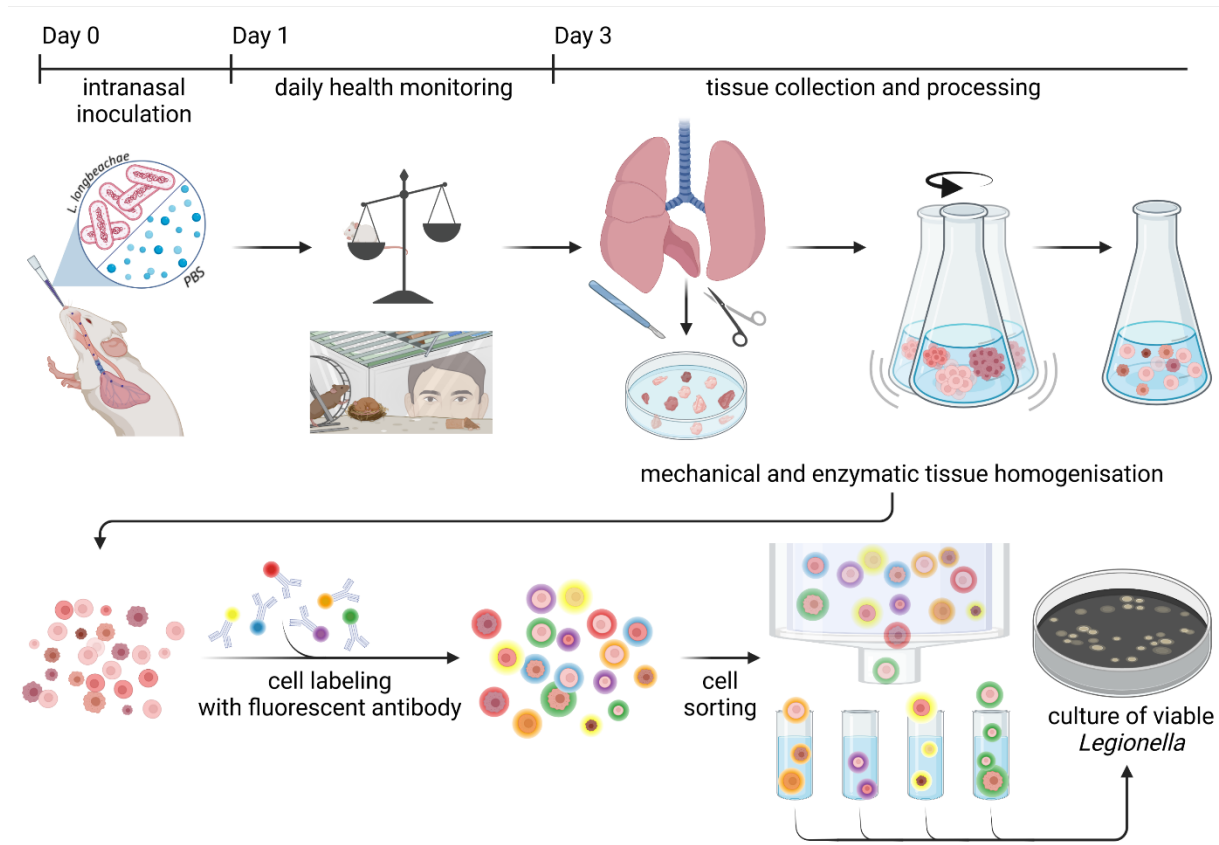 Day 0
Day 1
Day 3
intranasal
inoculation
daily health monitoring
tissue collection and processing
L. longbeachae
PBS
mechanical and enzymatic tissue homogenisation
cell labeling
with fluorescent antibody
cell
sorting
culture of viable
Legionella